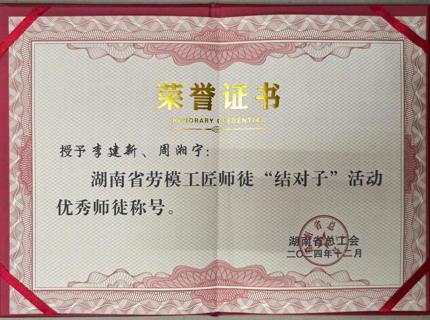 荣誉证书
HONORARY CREDENTIAL
授予李建新、周湘宁：
湖南省劳模工匠师徒“结对子”活动
优秀师徒称号。
湖南省总工会
二〇二四年十二月